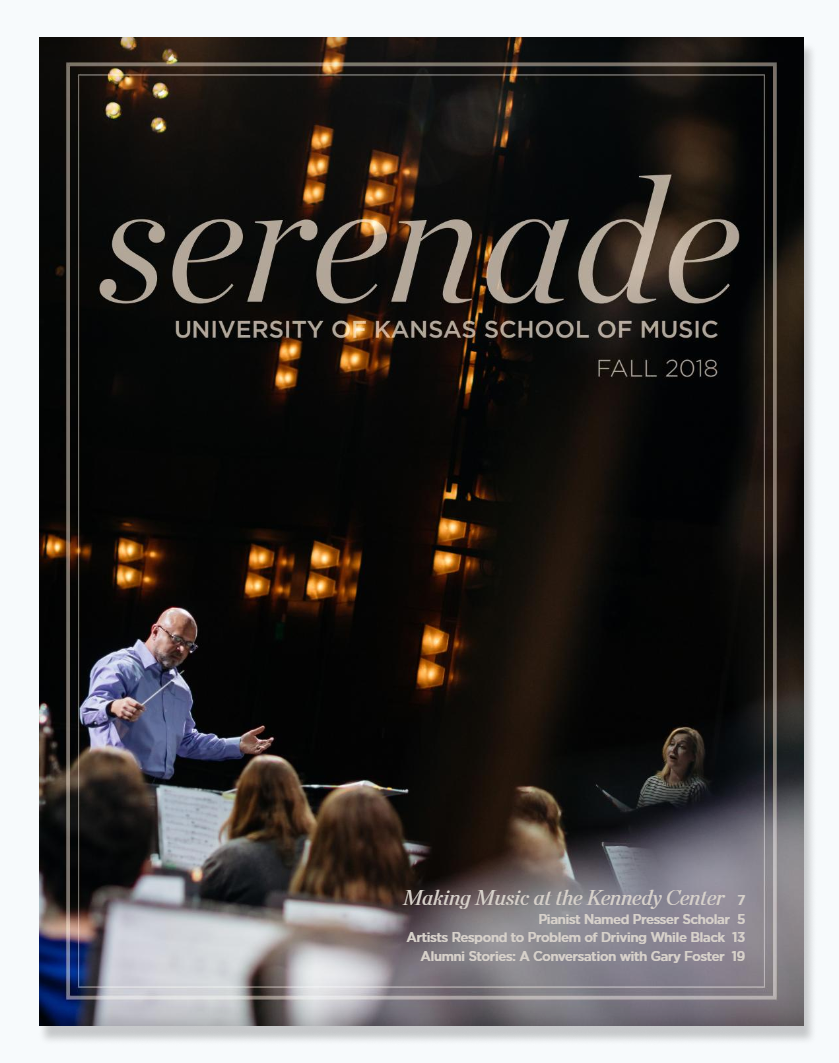 serenade
UNIVERSITY OF KANSAS SCHOOL OF MUSIC
FALL 2018
Making Music at the Kennedy Center 7
Pianist Named Presser Scholar 5
Artists Respond to Problem of Driving While Black 13
Alumni Stories: A Conversation with Gary Foster 19